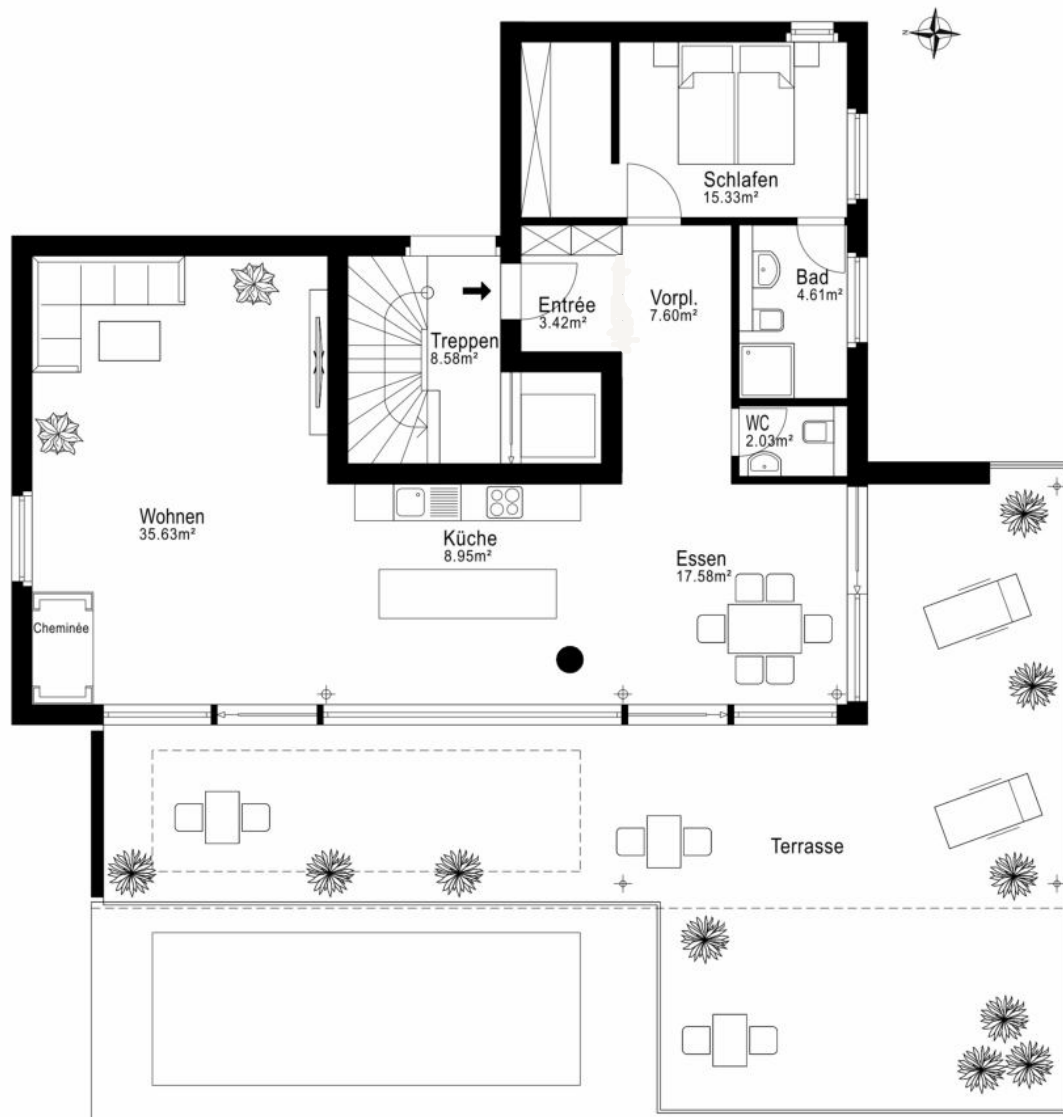 N
Schlafen
15.33m²
Bad
4.61m²
Entrée
3.42m²
Vorpl.
7.60m²
Treppen
8.58m²
WC
2.03m²
Wohnen
35.63m²
Küche
8.95m²
Essen
17.58m²
Cheminée
Terrasse